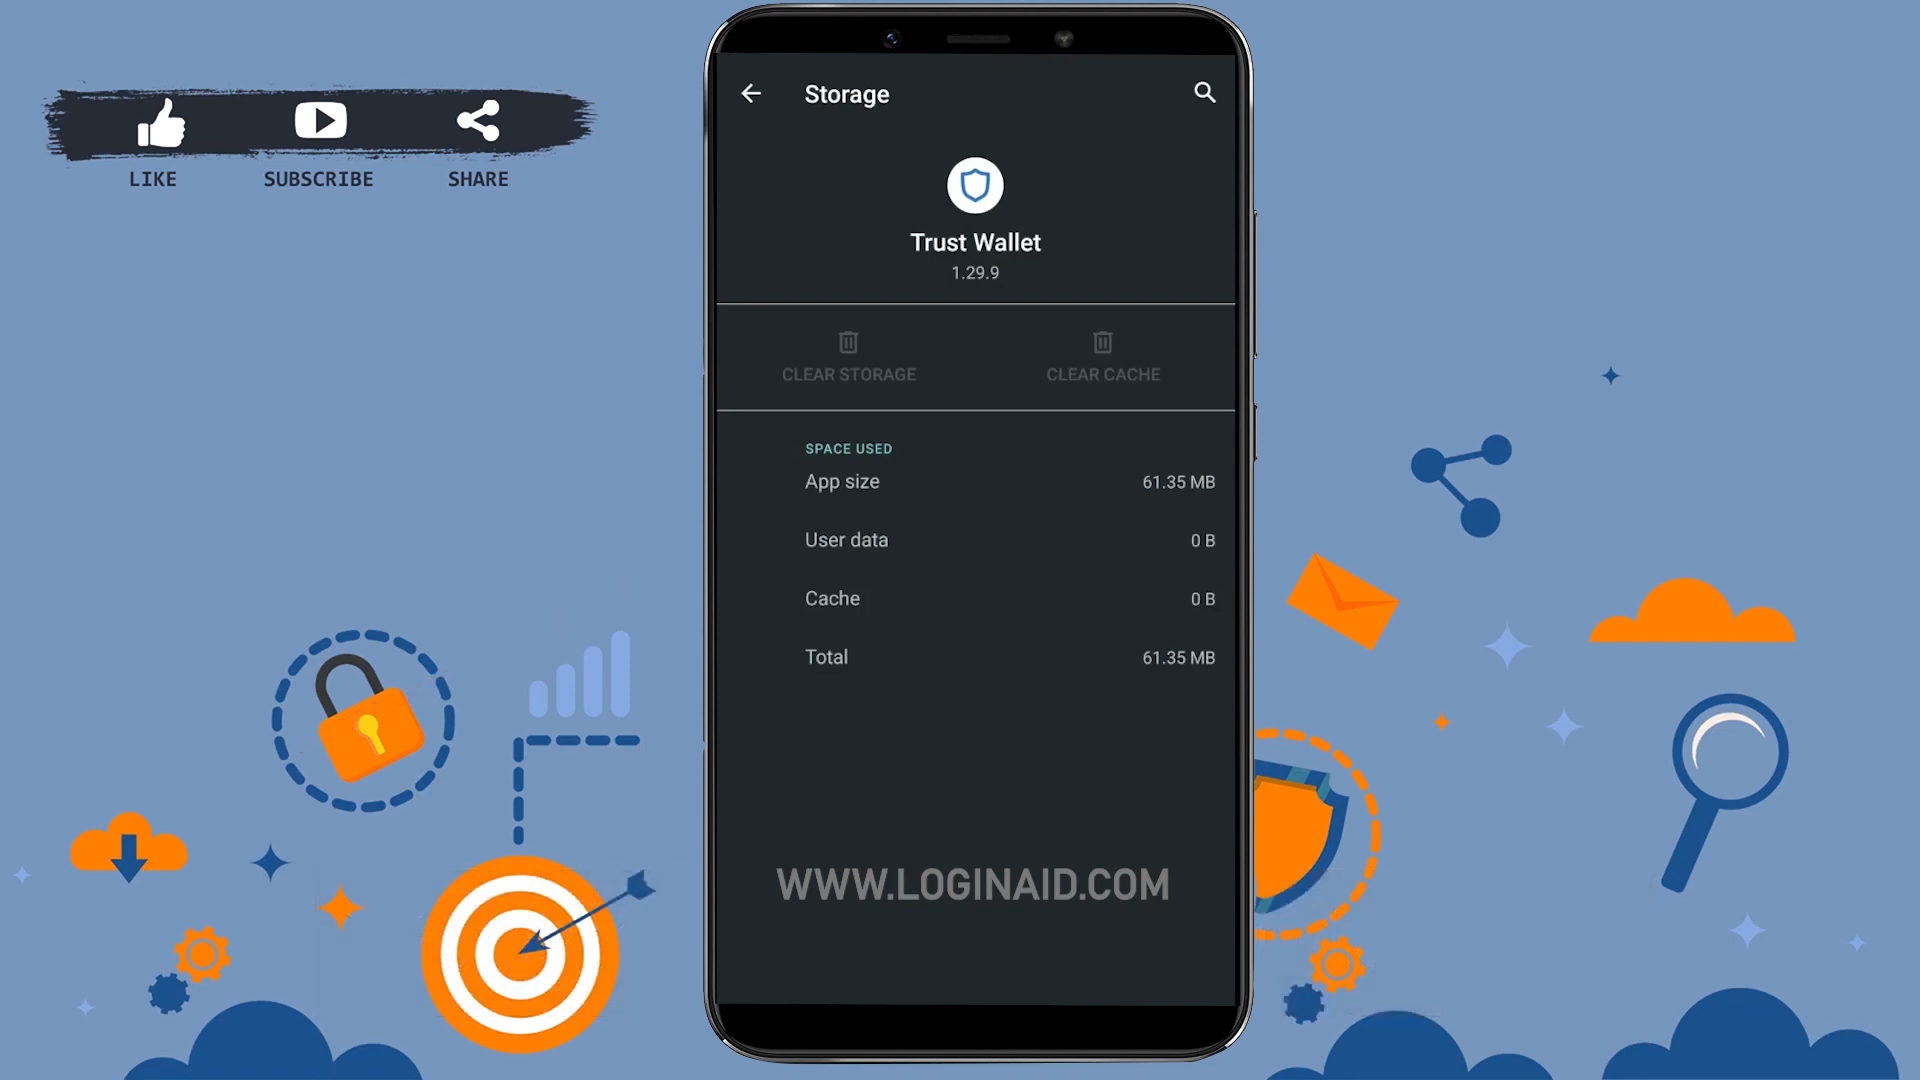 LIKE
SUBSCRIBE
SHARE
Storage
Trust Wallet
1.29.9
CLEAR STORAGE
CLEAR CACHE
SPACE USED
App size 61.35 MB
User data 0 B
Cache 0 B
Total 61.35 MB
WWW.LOGINAID.COM